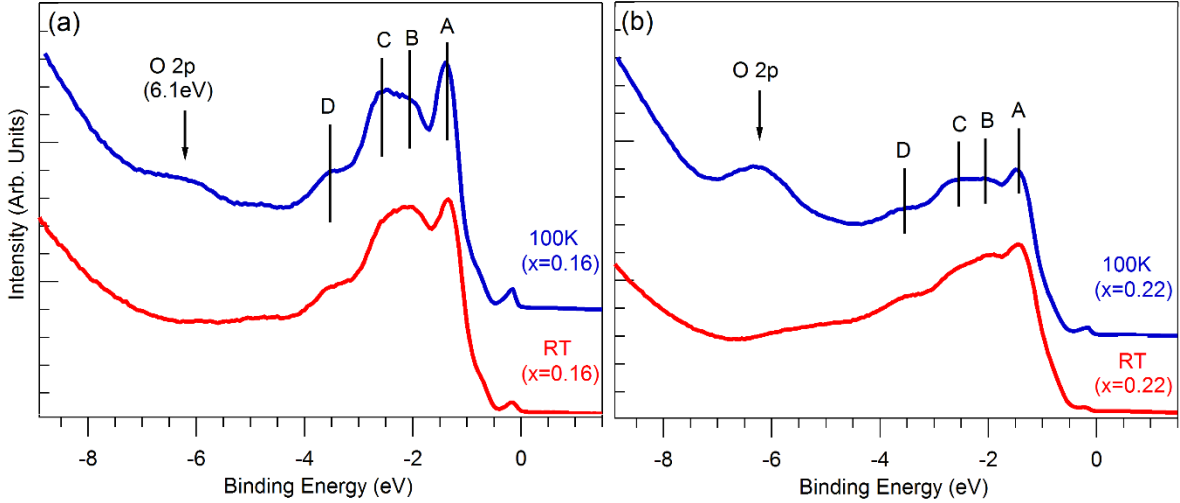 (a)
A
B
C
O 2p
(6.1eV)
D
Intensity (Arb. Units)
100K
(x=0.16)
RT
(x=0.16)
-8
-6
-4
-2
0
Binding Energy (eV)
(b)
O 2p
A
B
C
D
100K
(x=0.22)
RT
(x=0.22)
-8
-6
-4
-2
0
Binding Energy (eV)